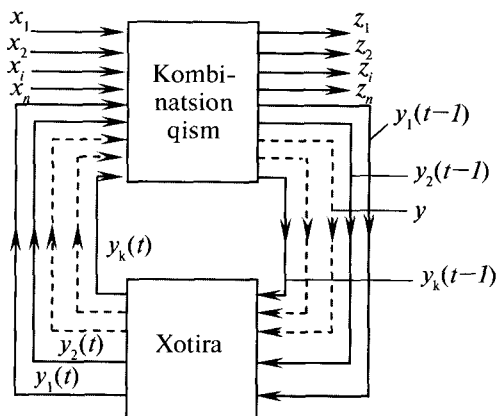 x₁
x₂
xᵢ
xₙ
Kombi-
natsion
qism
z₁
z₂
zᵢ
zₙ
y₁(t−1)
y₂(t−1)
y
yₖ(t−1)
yₖ(t)
Xotira
y₂(t)
y₁(t)